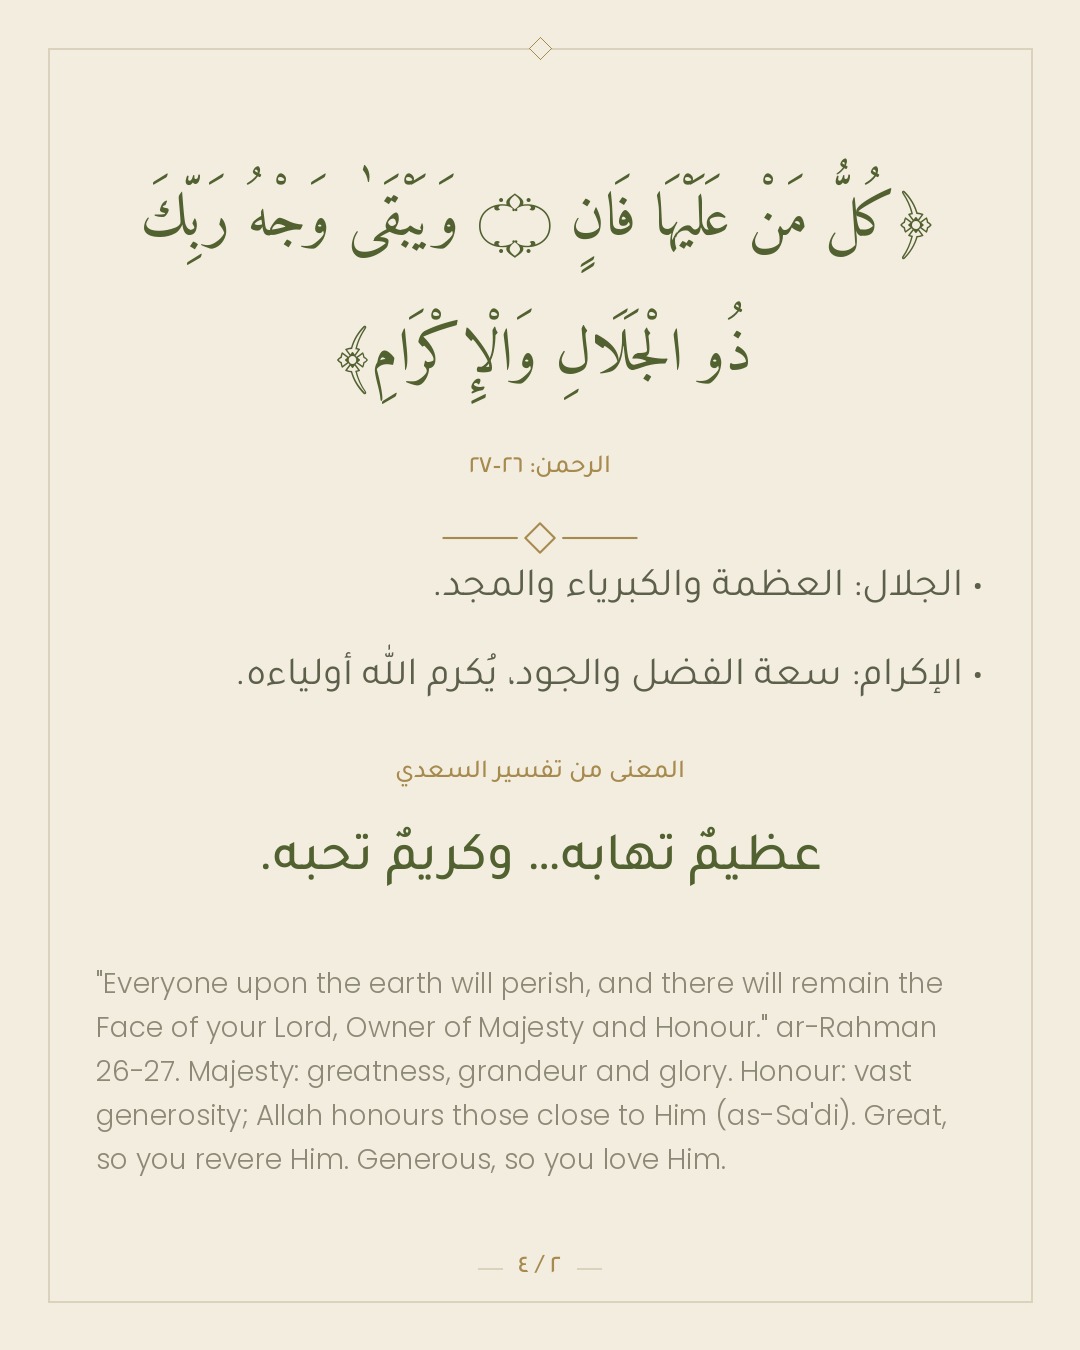 ﴿كُلُّ مَنْ عَلَيْهَا فَانٍ ۝ وَيَبْقَىٰ وَجْهُ رَبِّكَ
ذُو الْجَلَالِ وَالْإِكْرَامِ﴾
الرحمن: ٢٦-٢٧
• الجلال: العظمة والكبرياء والمجد.
• الإكرام: سعة الفضل والجود، يُكرم الله أولياءه.
المعنى من تفسير السعدي
عظيمٌ تهابه... وكريمٌ تحبه.
"Everyone upon the earth will perish, and there will remain the
Face of your Lord, Owner of Majesty and Honour." ar-Rahman
26-27. Majesty: greatness, grandeur and glory. Honour: vast
generosity; Allah honours those close to Him (as-Sa'di). Great,
so you revere Him. Generous, so you love Him.
٢ / ٤